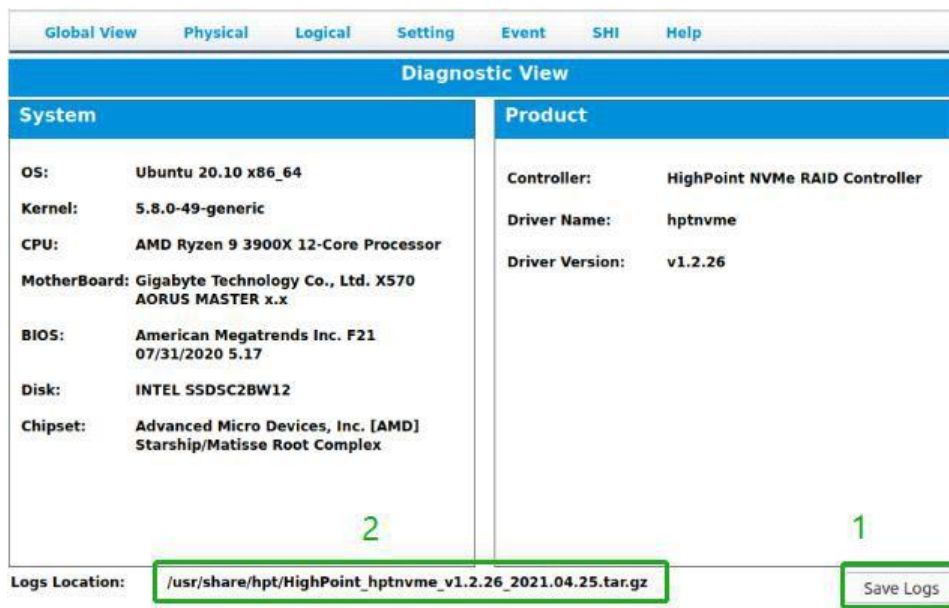 Global View Physical Logical Setting Event SHI Help
Diagnostic View
System
OS: Ubuntu 20.10 x86_64
Kernel: 5.8.0-49-generic
CPU: AMD Ryzen 9 3900X 12-Core Processor
MotherBoard: Gigabyte Technology Co., Ltd. X570
AORUS MASTER x.x
BIOS: American Megatrends Inc. F21
07/31/2020 5.17
Disk: INTEL SSDSC2BW12
Chipset: Advanced Micro Devices, Inc. [AMD]
Starship/Matisse Root Complex
Product
Controller: HighPoint NVMe RAID Controller
Driver Name: hptnvme
Driver Version: v1.2.26
2
1
Logs Location: /usr/share/hpt/HighPoint_hptnvme_v1.2.26_2021.04.25.tar.gz
Save Logs